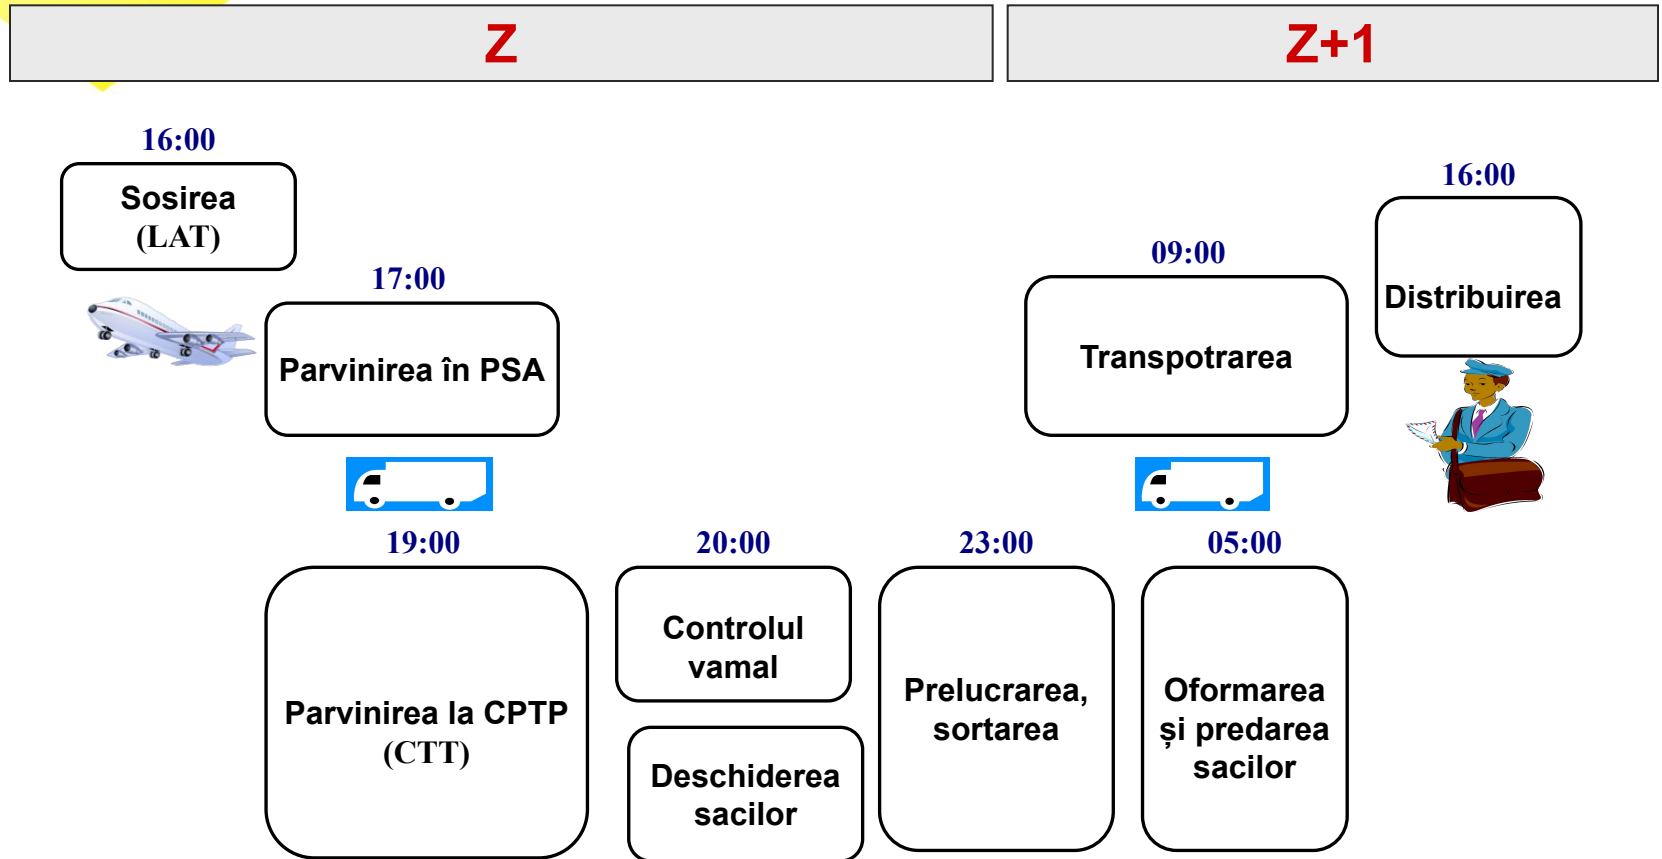 Z
Z+1
16:00
Sosirea
(LAT)
17:00
Parvinirea în PSA
19:00
Parvinirea la CPTP
(CTT)
20:00
Controlul
vamal
Deschiderea
sacilor
23:00
Prelucrarea,
sortarea
05:00
Oformarea
și predarea
sacilor
09:00
Transpotrarea
16:00
Distribuirea